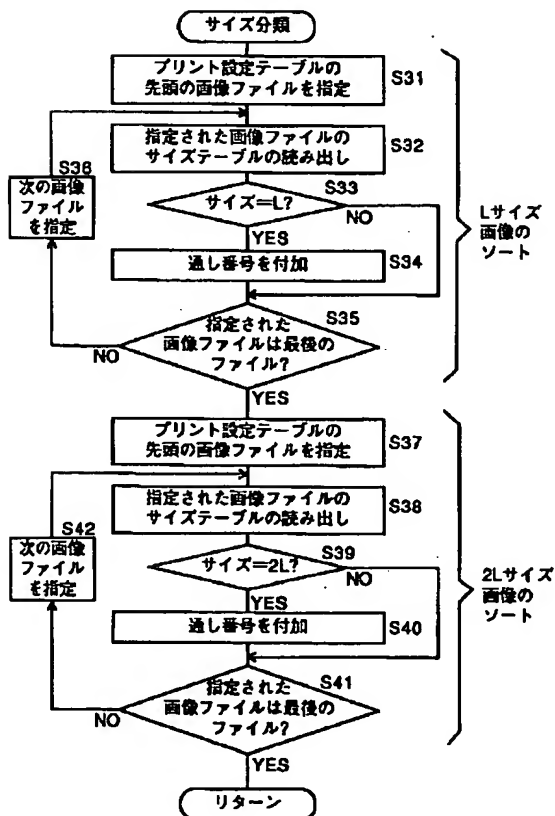 サイズ分類
プリント設定テーブルの
先頭の画像ファイルを指定
S31
指定された画像ファイルの
サイズテーブルの読み出し
S32
S36
次の画像
ファイル
を指定
サイズ=L?
S33
NO
YES
通し番号を付加
S34
指定された
画像ファイルは最後の
ファイル?
S35
NO
YES
Lサイズ
画像の
ソート
プリント設定テーブルの
先頭の画像ファイルを指定
S37
指定された画像ファイルの
サイズテーブルの読み出し
S38
S42
次の画像
ファイル
を指定
サイズ=2L?
S39
NO
YES
通し番号を付加
S40
指定された
画像ファイルは最後の
ファイル?
S41
NO
YES
2Lサイズ
画像の
ソート
リターン